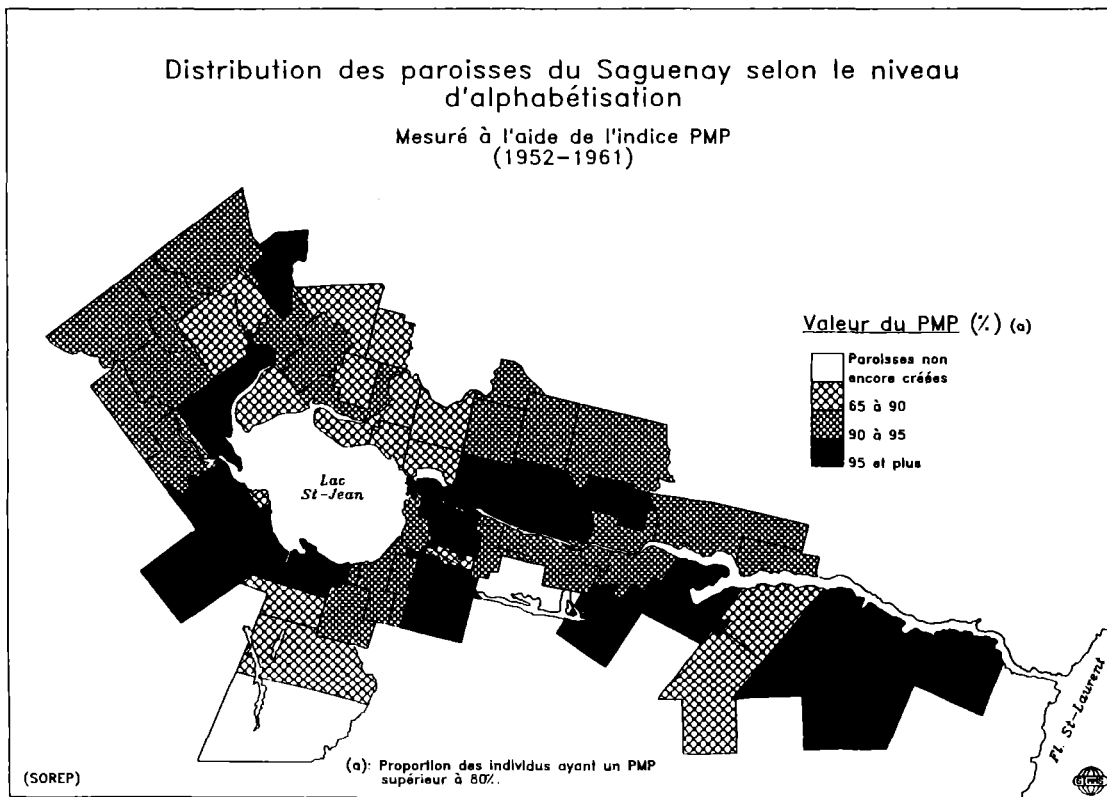 Distribution des paroisses du Saguenay selon le niveau
d'alphabétisation
Mesuré à l'aide de l'indice PMP
(1952–1961)
Valeur du PMP (%) (a)
Paroisses non
encore créées
65 à 90
90 à 95
95 et plus
Lac
St-Jean
Fl. St-Laurent
(a): Proportion des individus ayant un PMP
supérieur à 80%.
(SOREP)